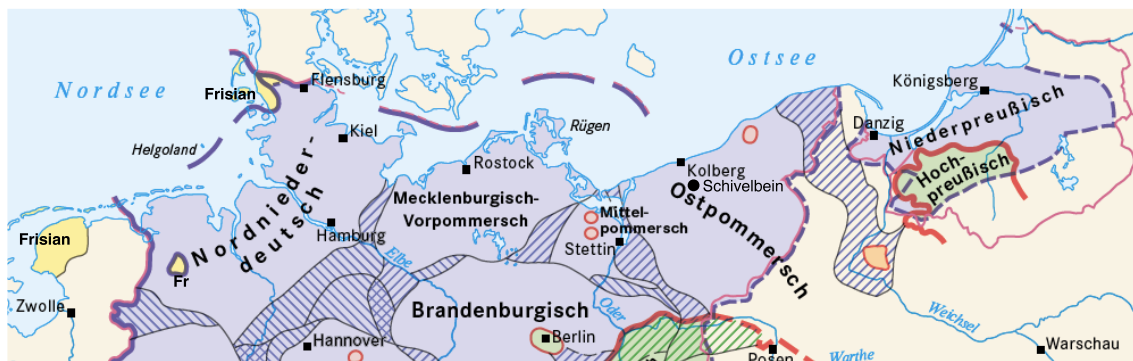 Nordsee
Ostsee
Frisian
Flensburg
Königsberg
Niederpreußisch
Danzig
Kiel
Rügen
Helgoland
Rostock
Kolberg
Schivelbein
Hoch-
preußisch
Nordnieder-
deutsch
Mecklenburgisch-
Vorpommersch
Mittel-
pommersch
Ostpommersch
Stettin
Hamburg
Elbe
Frisian
Fr
Zwolle
Brandenburgisch
Oder
Weichsel
Hannover
Berlin
Posen
Warthe
Warschau